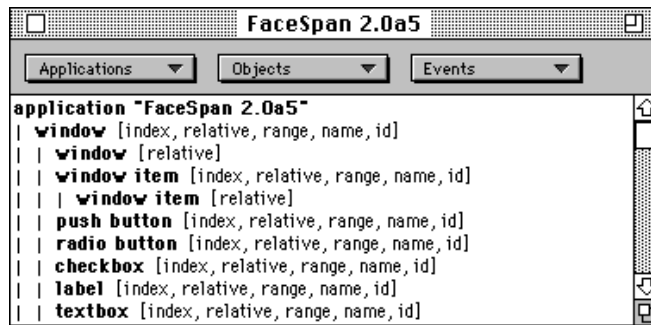 FaceSpan 2.0a5
Applications Objects Events
application "FaceSpan 2.0a5"
| window [index, relative, range, name, id]
| | window [relative]
| | window item [index, relative, range, name, id]
| | | window item [relative]
| | push button [index, relative, range, name, id]
| | radio button [index, relative, range, name, id]
| | checkbox [index, relative, range, name, id]
| | label [index, relative, range, name, id]
| | textbox [index, relative, range, name, id]